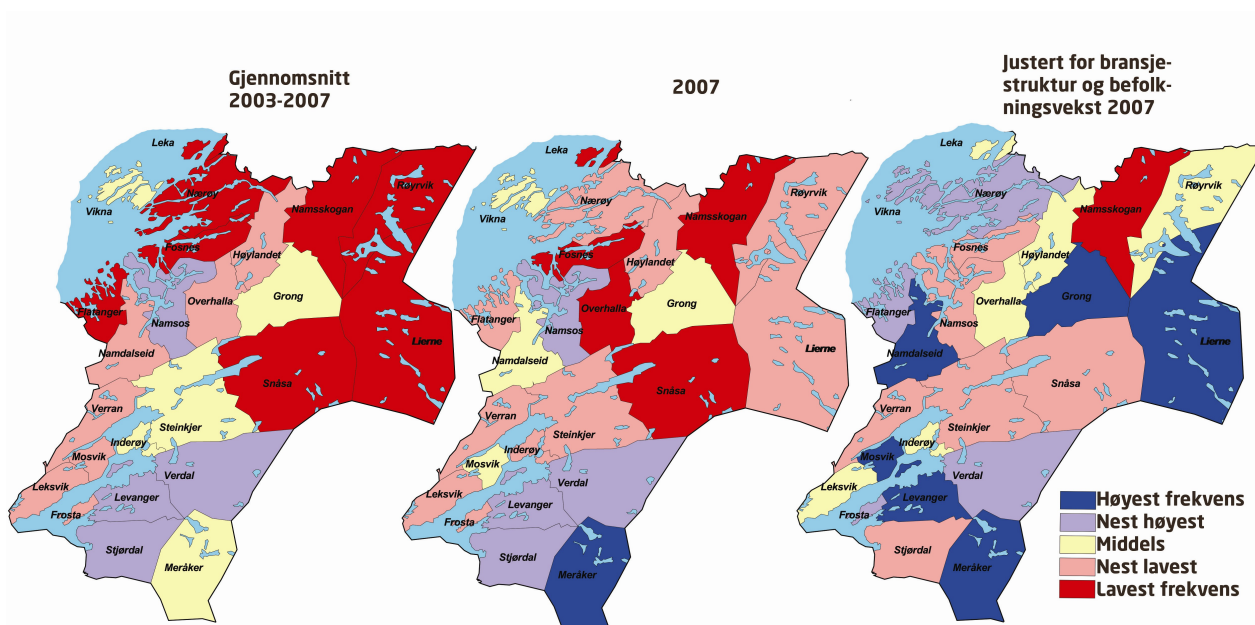 Gjennomsnitt
2003-2007
Leka
Nærøy
Vikna
Røyrvik
Namsskogan
Fosnes
Høylandet
Overhalla
Grong
Flatanger
Namsos
Namdalseid
Lierne
Snåsa
Verran
Steinkjer
Inderøy
Mosvik
Verdal
Leksvik
Levanger
Frosta
Stjørdal
Meråker
2007
Leka
Nærøy
Vikna
Røyrvik
Namsskogan
Fosnes
Høylandet
Overhalla
Grong
Flatanger
Namsos
Namdalseid
Lierne
Snåsa
Verran
Steinkjer
Inderøy
Mosvik
Verdal
Leksvik
Levanger
Frosta
Stjørdal
Meråker
Justert for bransje-
struktur og befolk-
ningsvekst 2007
Leka
Nærøy
Vikna
Røyrvik
Namsskogan
Fosnes
Høylandet
Overhalla
Grong
Flatanger
Namsos
Namdalseid
Lierne
Snåsa
Verran
Steinkjer
Inderøy
Mosvik
Verdal
Leksvik
Levanger
Frosta
Stjørdal
Meråker
Høyest frekvens
Nest høyest
Middels
Nest lavest
Lavest frekvens